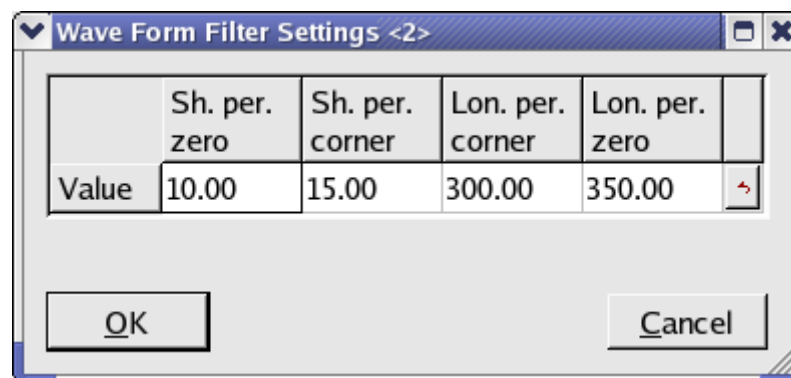 Wave Form Filter Settings <2>
Sh. per. zero Sh. per. corner Lon. per. corner Lon. per. zero
Value 10.00 15.00 300.00 350.00
OK Cancel